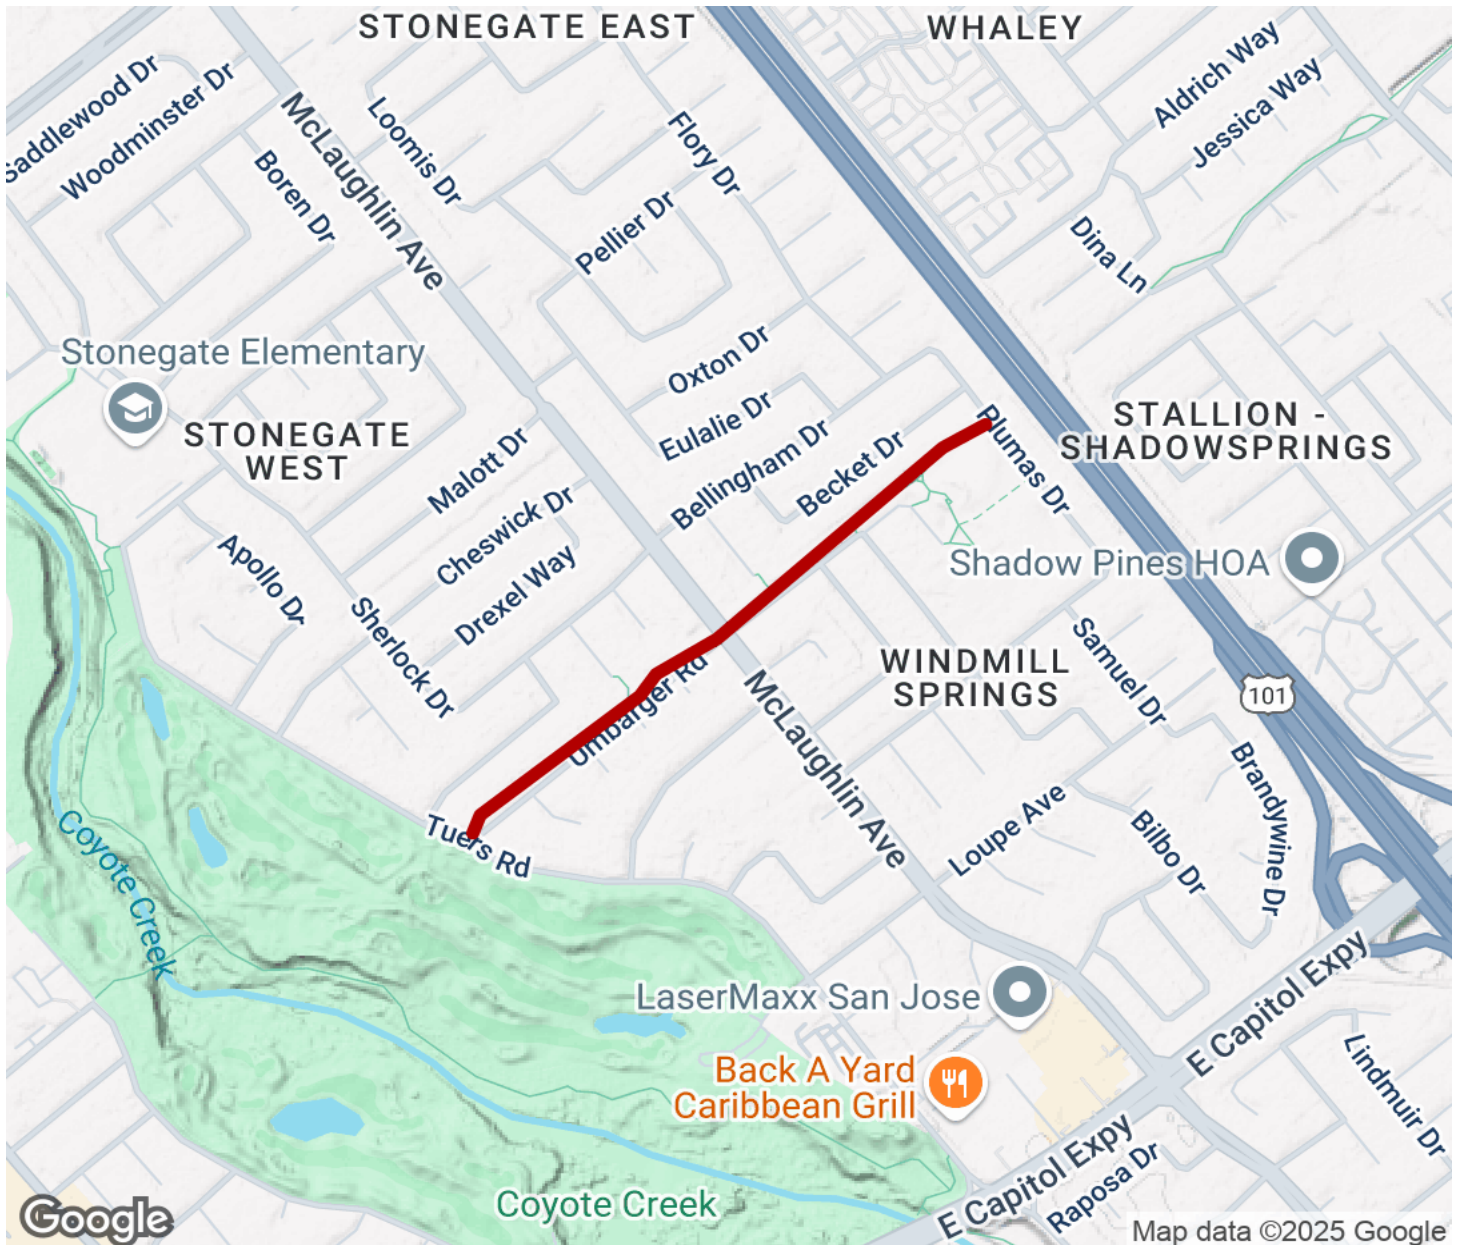 STONEGATE EAST
WHALEY
Saddlewood Dr
Woodminster Dr
McLaughlin Ave
Loomis Dr
Flory Dr
Aldrich Way
Jessica Way
Boren Dr
Pellier Dr
Dina Ln
Stonegate Elementary
STONEGATE
WEST
Oxton Dr
Eulalie Dr
Bellingham Dr
Becket Dr
Plumas Dr
STALLION -
SHADOWSPRINGS
Malott Dr
Cheswick Dr
Drexel Way
Apollo Dr
Sherlock Dr
Shadow Pines HOA
Umbarger Rd
WINDMILL
SPRINGS
Samuel Dr
101
McLaughlin Ave
Brandywine Dr
Tuers Rd
Loupe Ave
Bilbo Dr
Coyote Creek
LaserMaxx San Jose
E Capitol Expy
Back A Yard
Caribbean Grill
Lindmuir Dr
E Capitol Expy
Raposa Dr
Coyote Creek
Google
Map data ©2025 Google